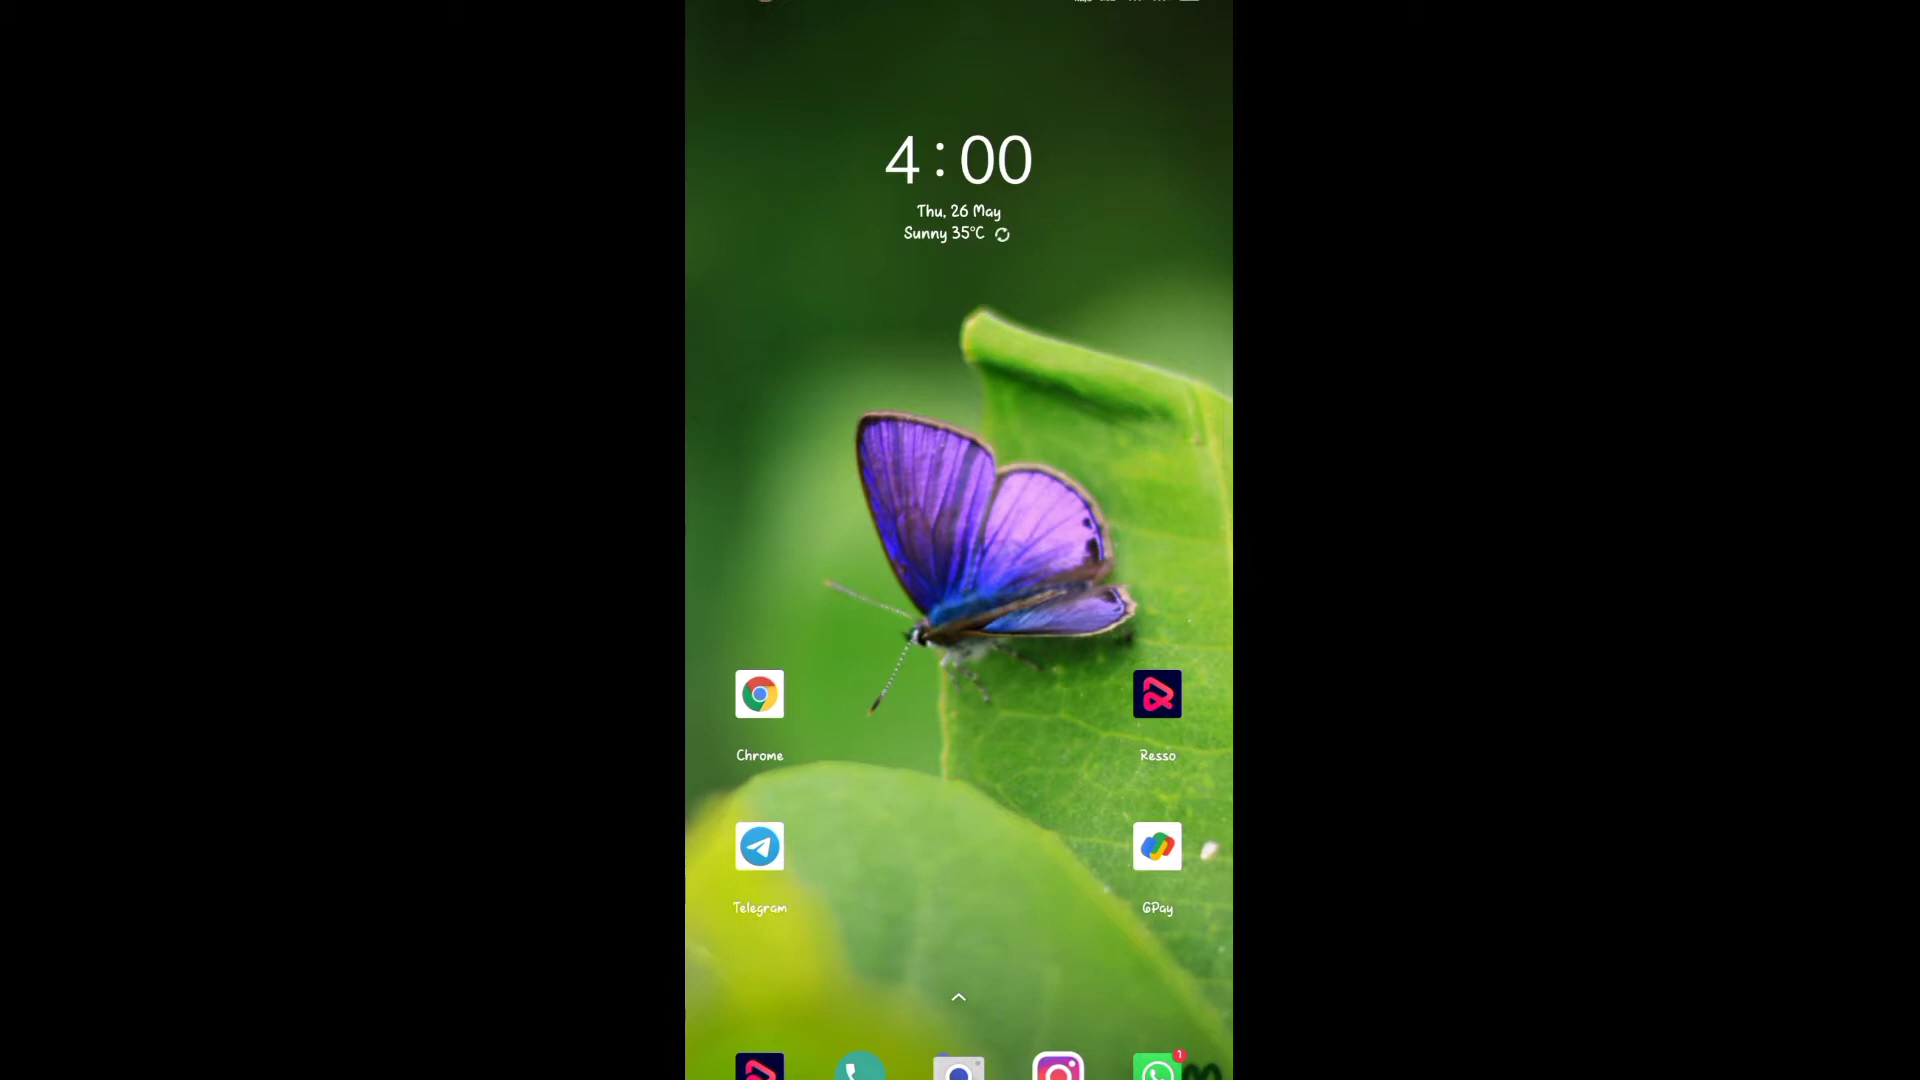 4:00
Thu, 26 May
Sunny 35°C
Chrome
Resso
Telegram
GPay
1